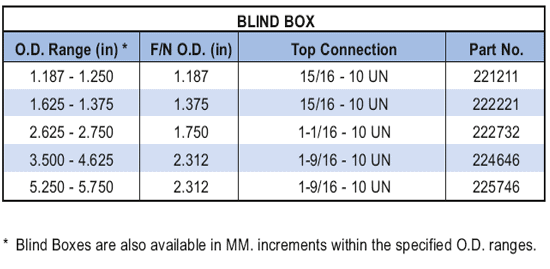 BLIND BOX
O.D. Range (in) * F/N O.D. (in) Top Connection Part No.
1.187 - 1.250 1.187 15/16 - 10 UN 221211
1.625 - 1.375 1.375 15/16 - 10 UN 222221
2.625 - 2.750 1.750 1-1/16 - 10 UN 222732
3.500 - 4.625 2.312 1-9/16 - 10 UN 224646
5.250 - 5.750 2.312 1-9/16 - 10 UN 225746
* Blind Boxes are also available in MM. increments within the specified O.D. ranges.